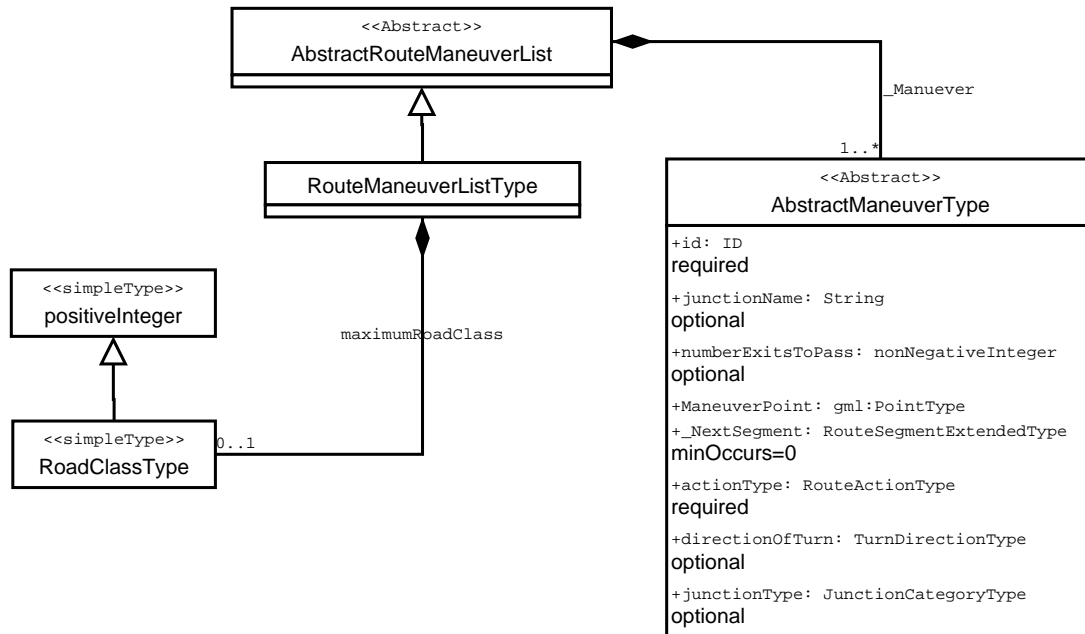 <<Abstract>>
AbstractRouteManeuverList
_Manuever
1..*
RouteManeuverListType
<<Abstract>>
AbstractManeuverType
+id: ID
required
+junctionName: String
optional
+numberExitsToPass: nonNegativeInteger
optional
+ManeuverPoint: gml:PointType
+_NextSegment: RouteSegmentExtendedType
minOccurs=0
+actionType: RouteActionType
required
+directionOfTurn: TurnDirectionType
optional
+junctionType: JunctionCategoryType
optional
<<simpleType>>
positiveInteger
maximumRoadClass
<<simpleType>>
RoadClassType
0..1